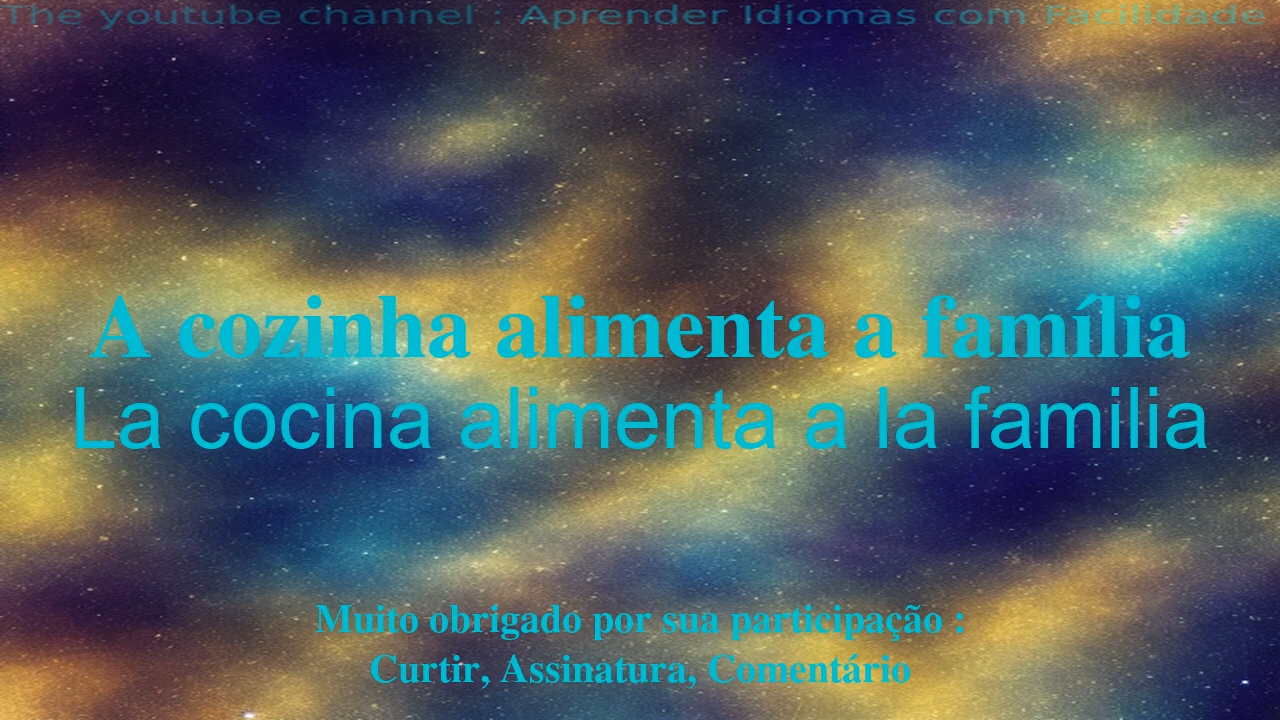 The youtube channel : Aprender Idiomas com Facilidade
A cozinha alimenta a família
La cocina alimenta a la familia
Muito obrigado por sua participação :
Curtir, Assinatura, Comentário